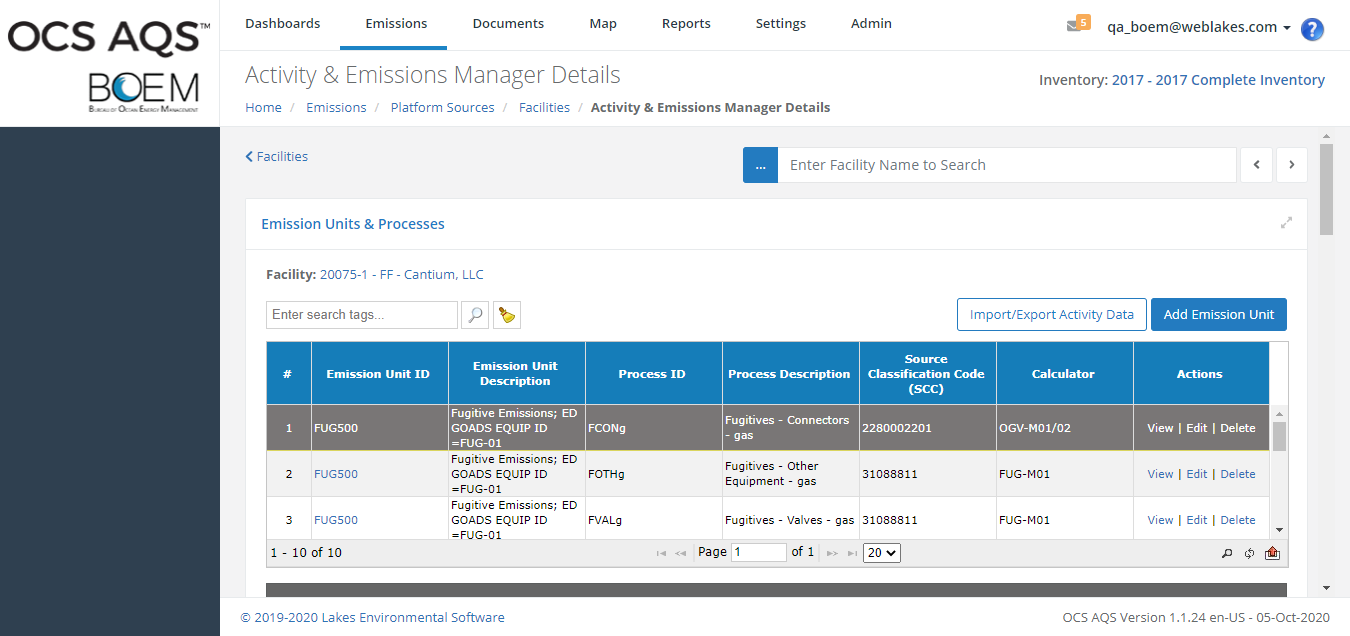 OCS AQS™
BOEM
BUREAU OF OCEAN ENERGY MANAGEMENT
Dashboards Emissions Documents Map Reports Settings Admin
5 qa_boem@weblakes.com ?
Activity & Emissions Manager Details
Inventory: 2017 - 2017 Complete Inventory
Home / Emissions / Platform Sources / Facilities / Activity & Emissions Manager Details
Facilities
... Enter Facility Name to Search
Emission Units & Processes
Facility: 20075-1 - FF - Cantium, LLC
Enter search tags...
Import/Export Activity Data Add Emission Unit
# Emission Unit ID Emission Unit Description Process ID Process Description Source Classification Code (SCC) Calculator Actions
1 FUG500 Fugitive Emissions; ED GOADS EQUIP ID =FUG-01 FCONg Fugitives - Connectors - gas 2280002201 OGV-M01/02 View | Edit | Delete
2 FUG500 Fugitive Emissions; ED GOADS EQUIP ID =FUG-01 FOTHg Fugitives - Other Equipment - gas 31088811 FUG-M01 View | Edit | Delete
3 FUG500 Fugitive Emissions; ED GOADS EQUIP ID =FUG-01 FVALg Fugitives - Valves - gas 31088811 FUG-M01 View | Edit | Delete
1 - 10 of 10 Page 1 of 1 20
© 2019-2020 Lakes Environmental Software
OCS AQS Version 1.1.24 en-US - 05-Oct-2020